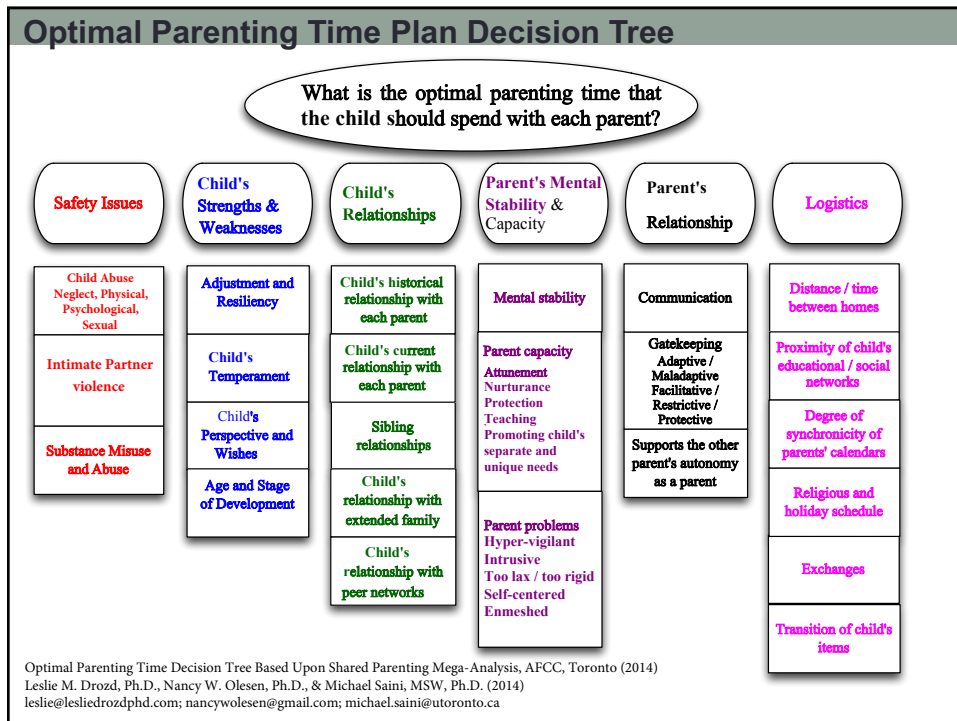 Optimal Parenting Time Plan Decision Tree
What is the optimal parenting time that
the child should spend with each parent?
Safety Issues
Child's
Strengths &
Weaknesses
Child's
Relationships
Parent's Mental
Stability &
Capacity
Parent's
Relationship
Logistics
Child Abuse
Neglect, Physical,
Psychological,
Sexual
Intimate Partner
violence
Substance Misuse
and Abuse
Adjustment and
Resiliency
Child's
Temperament
Child's
Perspective and
Wishes
Age and Stage
of Development
Child's historical
relationship with
each parent
Child's current
relationship with
each parent
Sibling
relationships
Child's
relationship with
extended family
Child's
relationship with
peer networks
Mental stability
Parent capacity
Attunement
Nurturance
Protection
Teaching
Promoting child's
separate and
unique needs
Parent problems
Hyper-vigilant
Intrusive
Too lax / too rigid
Self-centered
Enmeshed
Communication
Gatekeeping
Adaptive /
Maladaptive
Facilitative /
Restrictive /
Protective
Supports the other
parent's autonomy
as a parent
Distance / time
between homes
Proximity of child's
educational / social
networks
Degree of
synchronicity of
parents' calendars
Religious and
holiday schedule
Exchanges
Transition of child's
items
Optimal Parenting Time Decision Tree Based Upon Shared Parenting Mega-Analysis, AFCC, Toronto (2014)
Leslie M. Drozd, Ph.D., Nancy W. Olesen, Ph.D., & Michael Saini, MSW, Ph.D. (2014)
leslie@lesliedrozdphd.com; nancywolesen@gmail.com; michael.saini@utoronto.ca